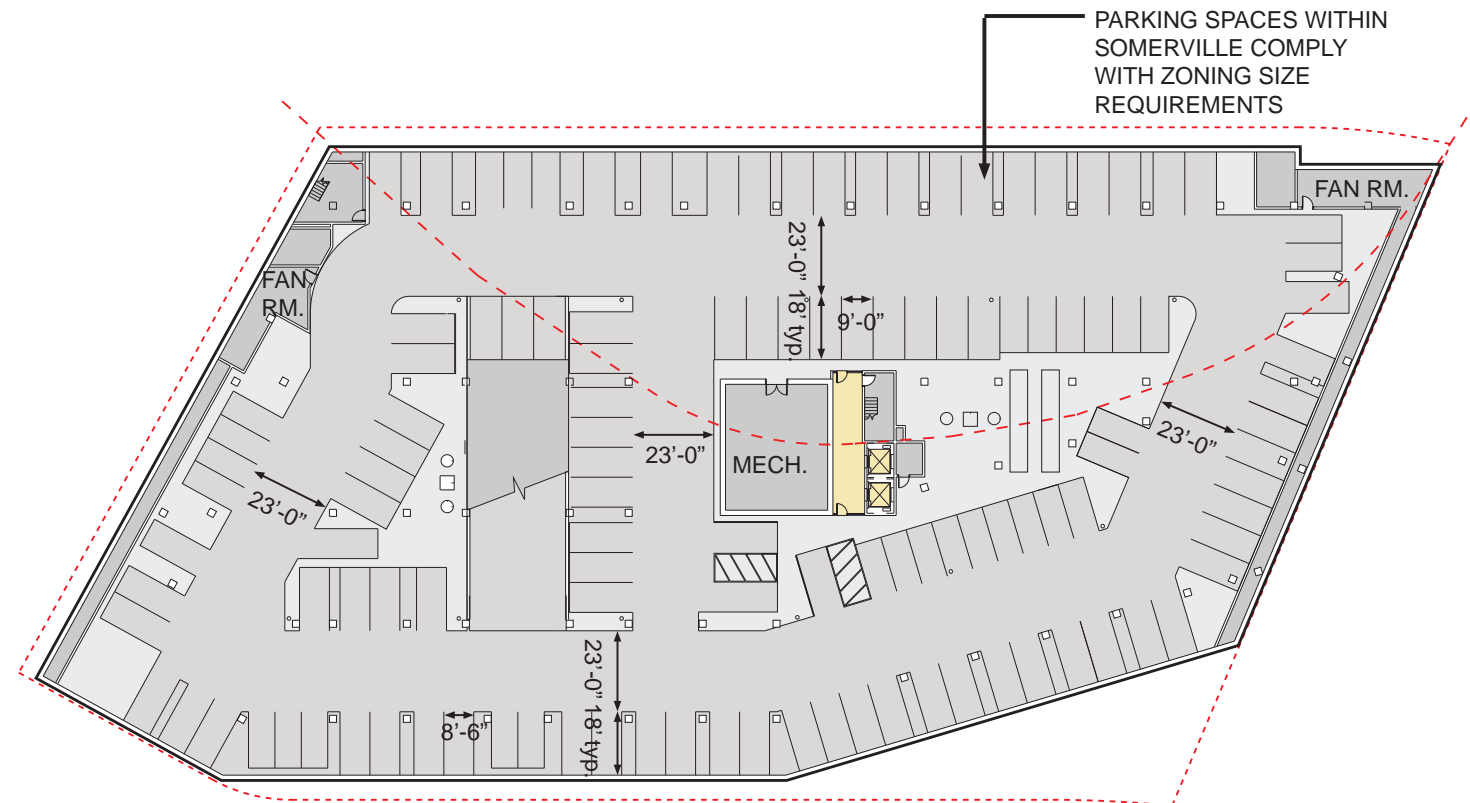 PARKING SPACES WITHIN
SOMERVILLE COMPLY
WITH ZONING SIZE
REQUIREMENTS
FAN RM.
FAN
RM.
23’-0”
18’ typ.
9’-0”
23’-0”
MECH.
23’-0”
23’-0”
23’-0”
18’ typ.
8’-6”